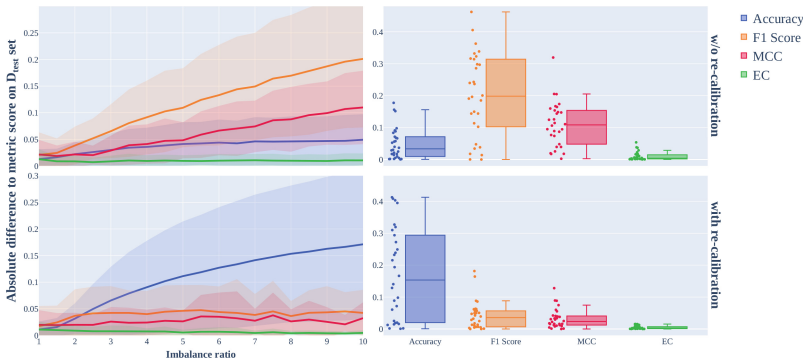 Absolute difference to metric score on Dtest set
0.25
0.2
0.15
0.1
0.05
0
0.4
0.3
0.2
0.1
0
w/o re-calibration
Accuracy
F1 Score
MCC
EC
0.3
0.25
0.2
0.15
0.1
0.05
0
1 2 3 4 5 6 7 8 9 10
Imbalance ratio
0.4
0.3
0.2
0.1
0
Accuracy F1 Score MCC EC
with re-calibration